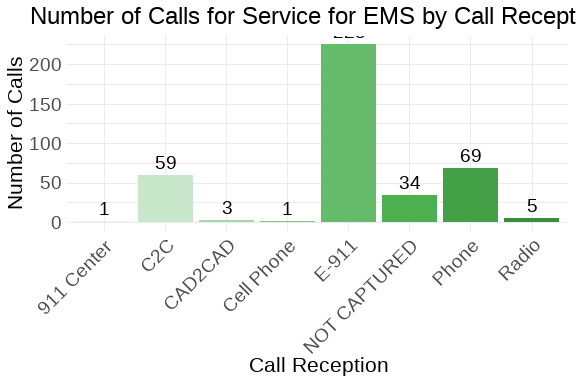 Number of Calls for Service for EMS by Call Recept
Number of Calls
200
150
100
50
0
1
59
3
1
34
69
5
911 Center
C2C
CAD2CAD
Cell Phone
E-911
NOT CAPTURED
Phone
Radio
Call Reception